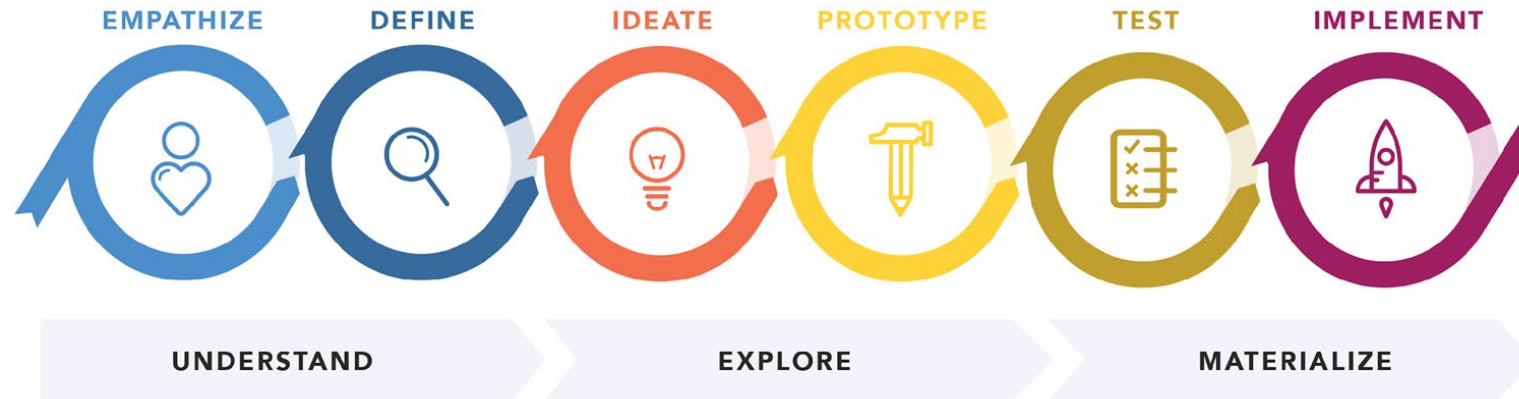 EMPATHIZE DEFINE IDEATE PROTOTYPE TEST IMPLEMENT
UNDERSTAND EXPLORE MATERIALIZE